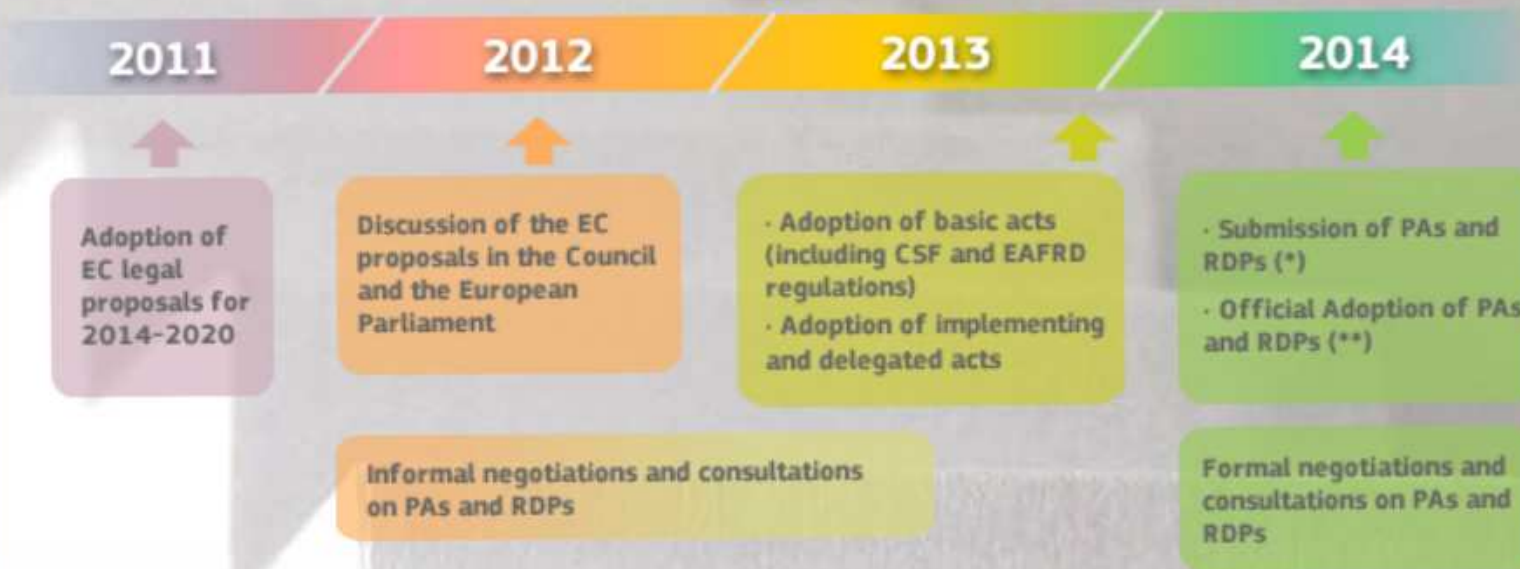 2011
2012
2013
2014
Adoption of
EC legal
proposals for
2014-2020
Discussion of the EC
proposals in the Council
and the European
Parliament
· Adoption of basic acts
(including CSF and EAFRD
regulations)
· Adoption of implementing
and delegated acts
· Submission of PAs and
RDPs (*)
· Official Adoption of PAs
and RDPs (**)
Informal negotiations and consultations
on PAs and RDPs
Formal negotiations and
consultations on PAs and
RDPs